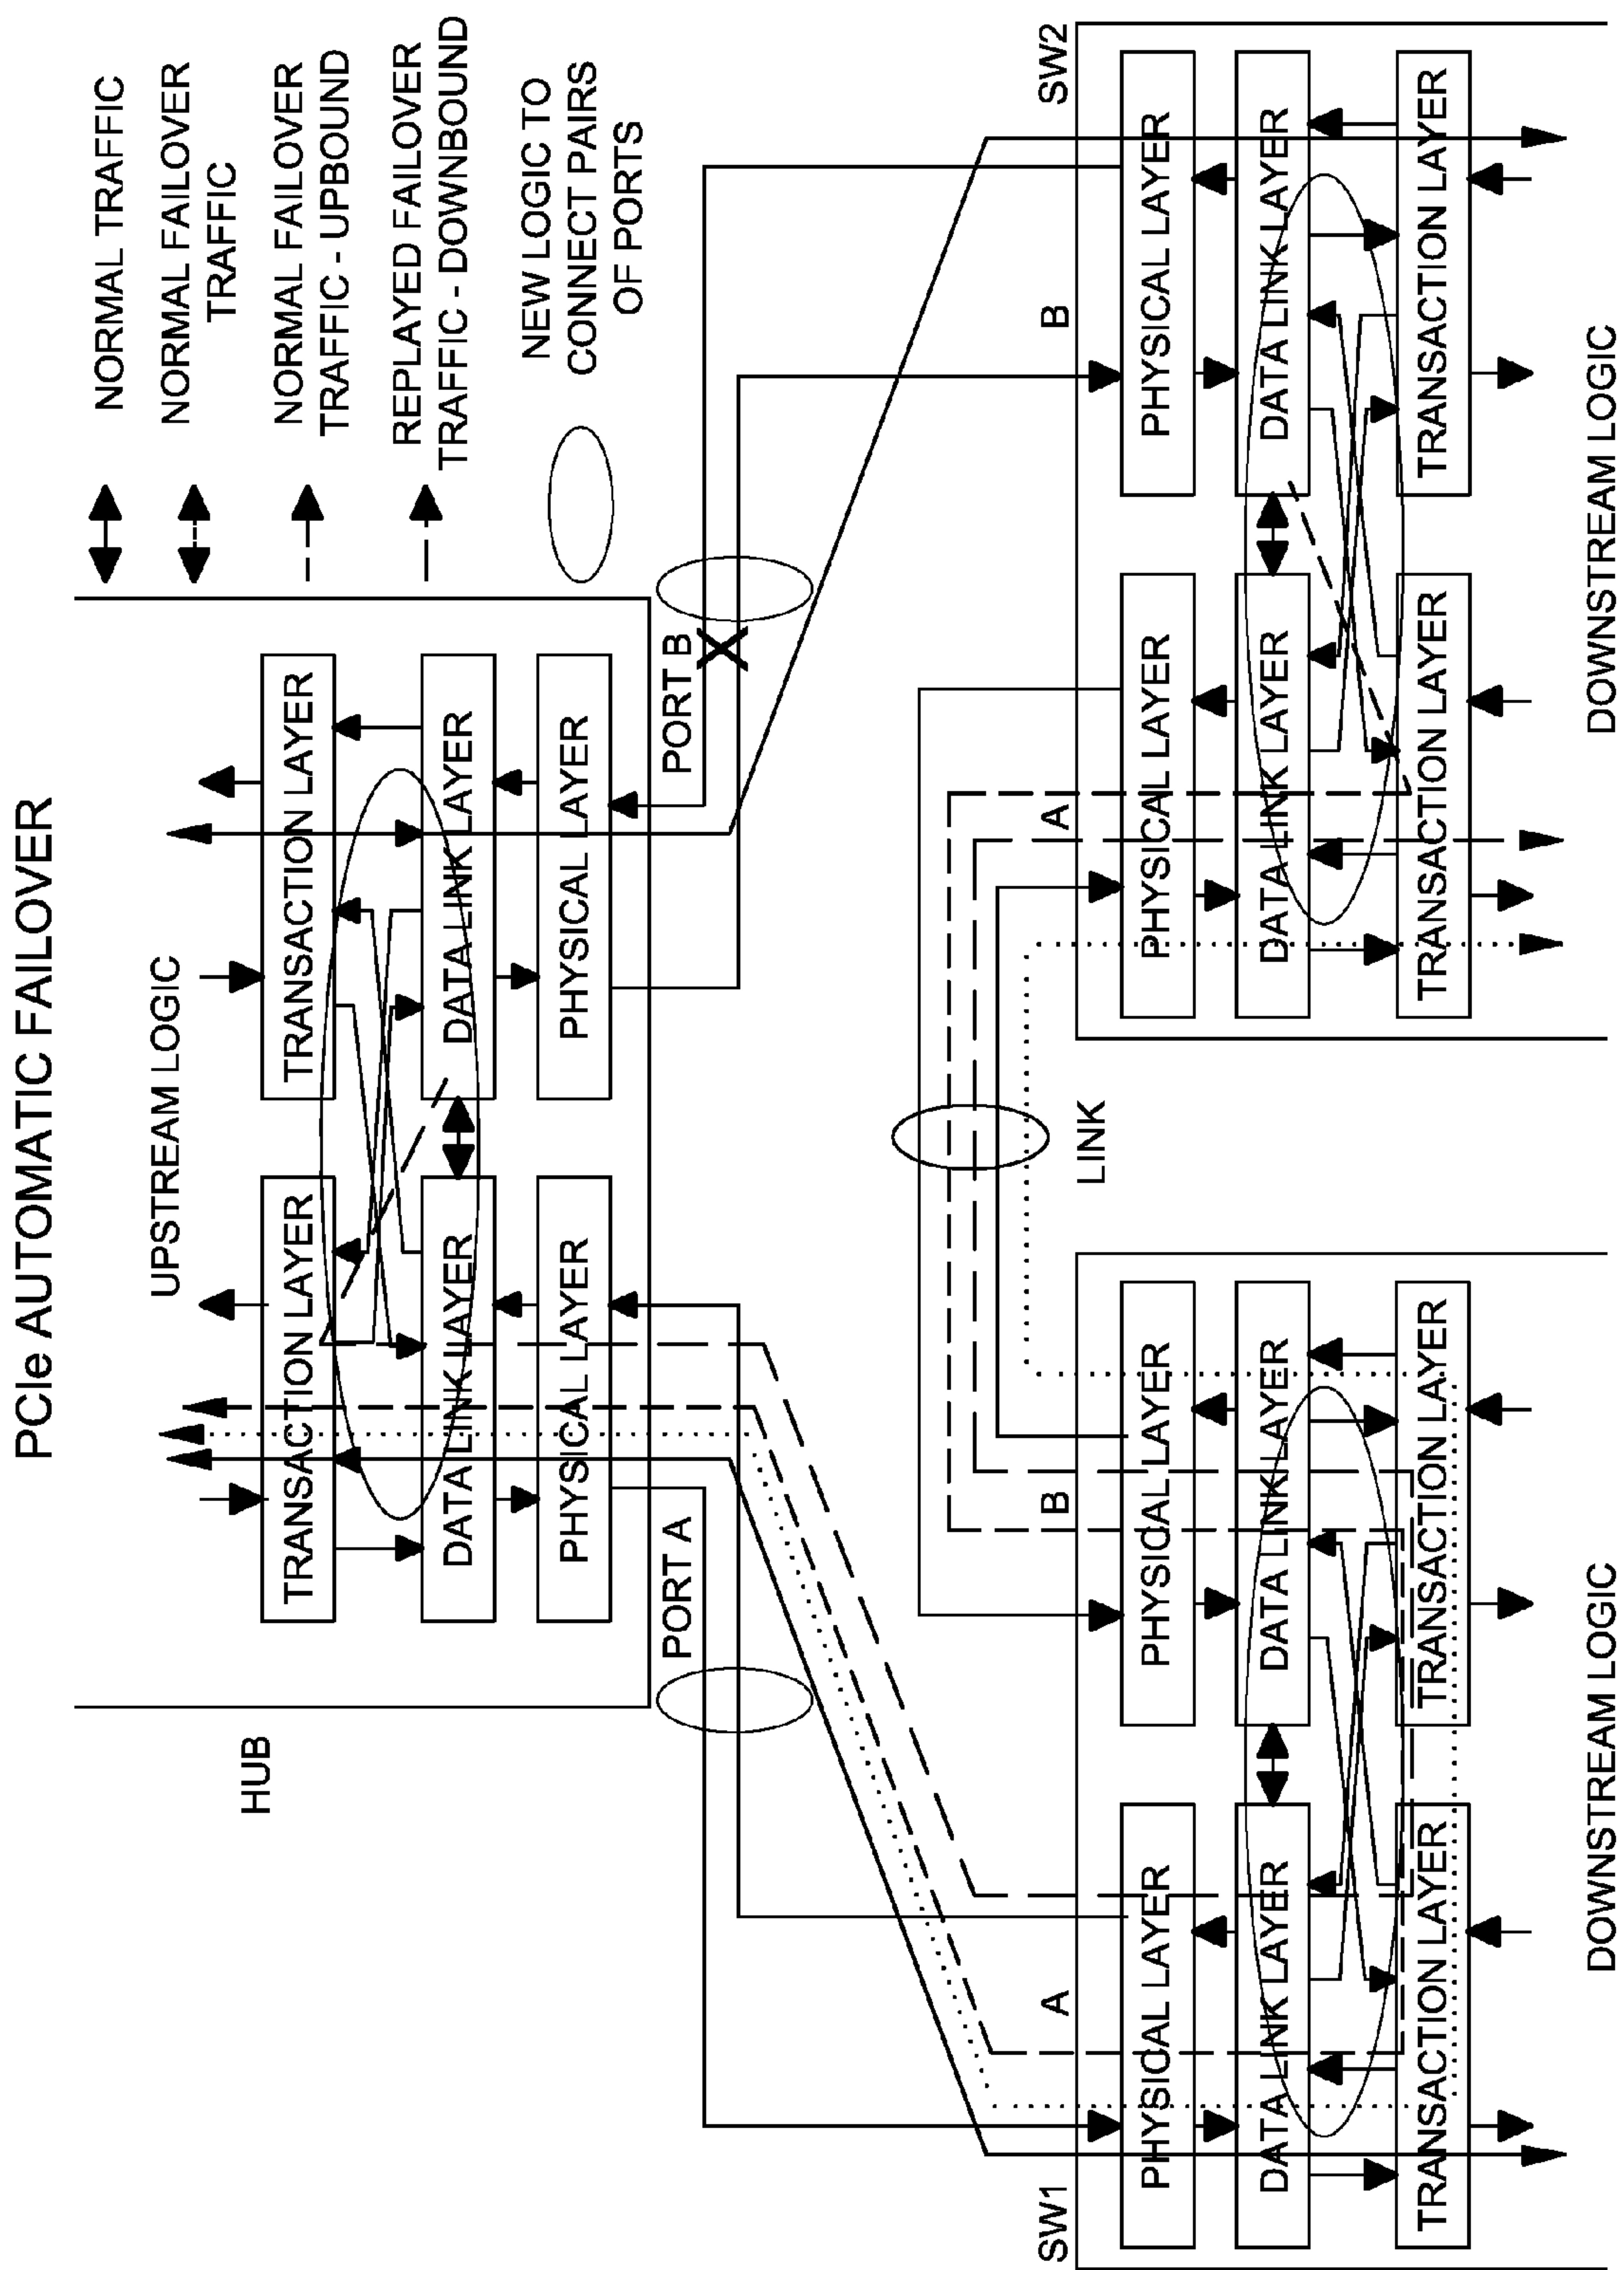 PCIe AUTOMATIC FAILOVER
NORMAL TRAFFIC
NORMAL FAILOVER
TRAFFIC
NORMAL FAILOVER
TRAFFIC - UPBOUND
REPLAYED FAILOVER
TRAFFIC - DOWNBOUND
NEW LOGIC TO
CONNECT PAIRS
OF PORTS
UPSTREAM LOGIC
HUB
TRANSACTION LAYER
TRANSACTION LAYER
DATA LINK LAYER
DATA LINK LAYER
PHYSICAL LAYER
PHYSICAL LAYER
PORT A
PORT B
SW1
A
B
LINK
A
B
SW2
PHYSICAL LAYER
PHYSICAL LAYER
PHYSICAL LAYER
PHYSICAL LAYER
DATA LINK LAYER
DATA LINK LAYER
DATA LINK LAYER
DATA LINK LAYER
TRANSACTION LAYER
TRANSACTION LAYER
TRANSACTION LAYER
TRANSACTION LAYER
DOWNSTREAM LOGIC
DOWNSTREAM LOGIC